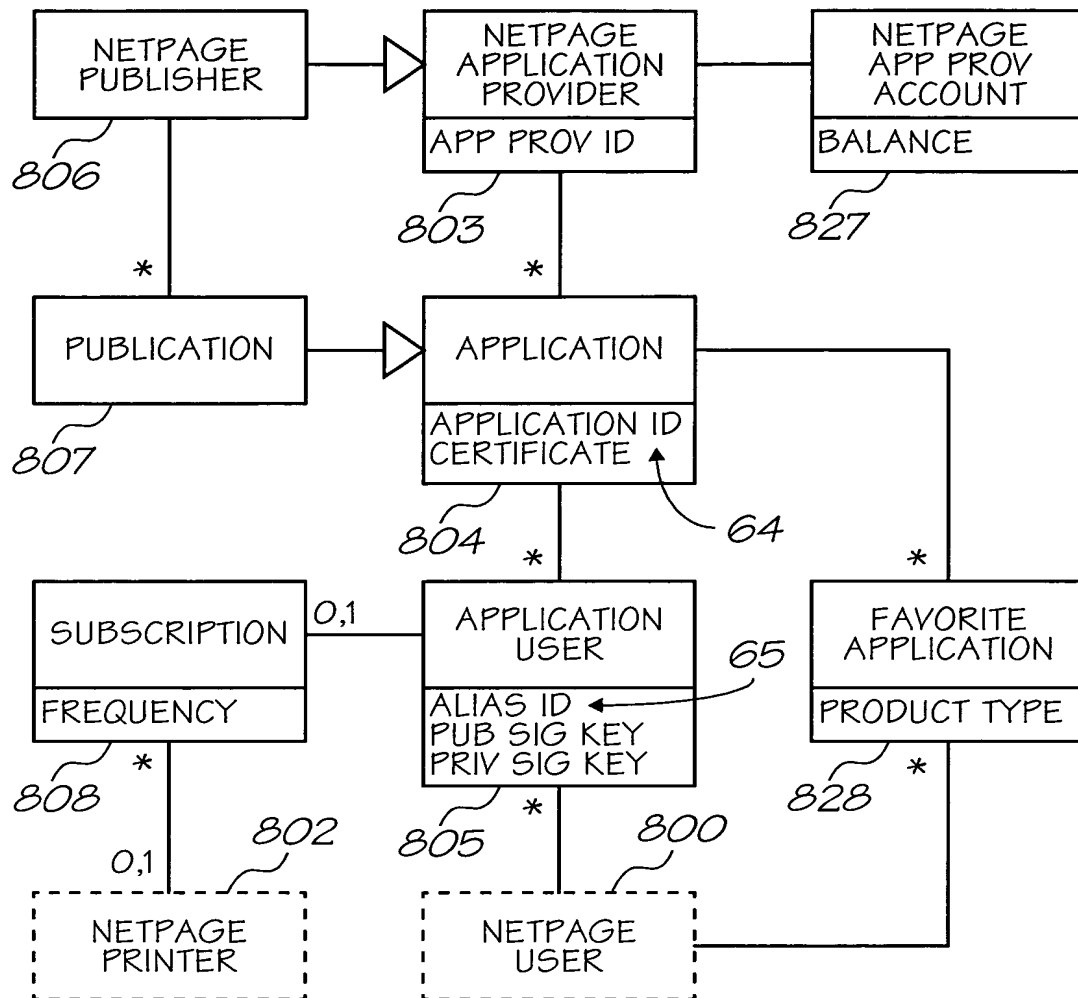 NETPAGE
PUBLISHER
NETPAGE
APPLICATION
PROVIDER
NETPAGE
APP PROV
ACCOUNT
APP PROV ID
BALANCE
806
803
827
*
*
PUBLICATION
APPLICATION
APPLICATION ID
CERTIFICATE
807
804
64
*
*
SUBSCRIPTION
0,1
APPLICATION
USER
FAVORITE
APPLICATION
65
FREQUENCY
ALIAS ID
PUB SIG KEY
PRIV SIG KEY
PRODUCT TYPE
808
*
805
*
828
*
802
800
0,1
NETPAGE
PRINTER
NETPAGE
USER